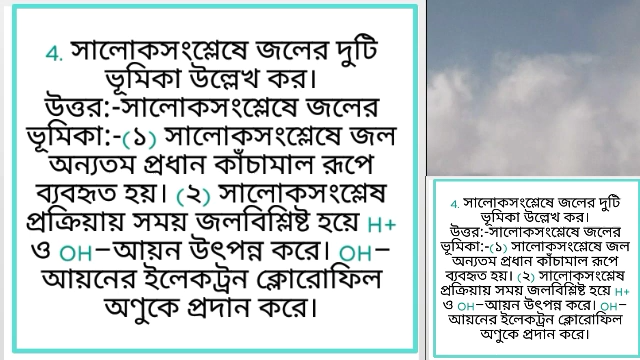 4. সালোকসংশ্লেষে জলের দুটি
ভূমিকা উল্লেখ কর।
উত্তর:-সালোকসংশ্লেষে জলের
ভূমিকা:-(১) সালোকসংশ্লেষে জল
অন্যতম প্রধান কাঁচামাল রূপে
ব্যবহৃত হয়। (২) সালোকসংশ্লেষ
প্রক্রিয়ায় সময় জলবিশ্লিষ্ট হয়ে H+
ও OH−আয়ন উৎপন্ন করে। OH−
আয়নের ইলেকট্রন ক্লোরোফিল
অণুকে প্রদান করে।
4. সালোকসংশ্লেষে জলের দুটি
ভূমিকা উল্লেখ কর।
উত্তর:-সালোকসংশ্লেষে জলের
ভূমিকা:-(১) সালোকসংশ্লেষে জল
অন্যতম প্রধান কাঁচামাল রূপে
ব্যবহৃত হয়। (২) সালোকসংশ্লেষ
প্রক্রিয়ায় সময় জলবিশ্লিষ্ট হয়ে H+
ও OH−আয়ন উৎপন্ন করে। OH−
আয়নের ইলেকট্রন ক্লোরোফিল
অণুকে প্রদান করে।